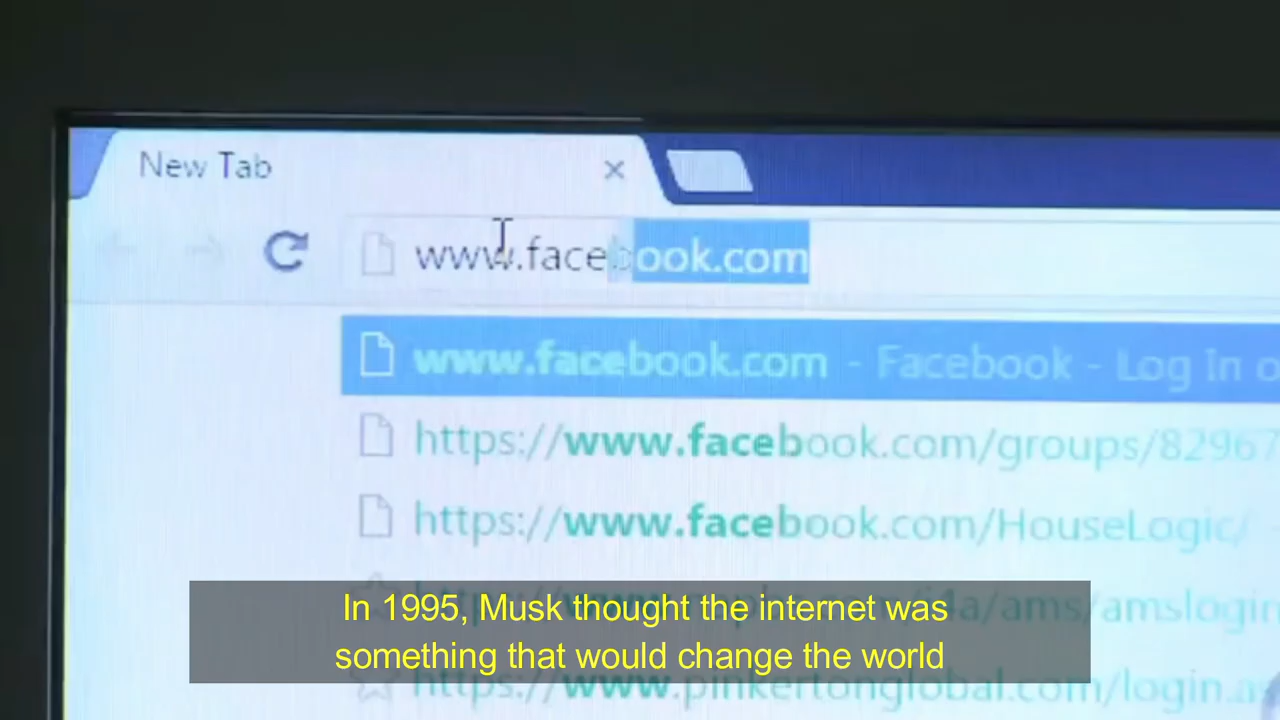 New Tab
www.facebook.com
www.facebook.com - Facebook - Log In o
https://www.facebook.com/groups/82967
https://www.facebook.com/HouseLogic/
In 1995, Musk thought the internet was
something that would change the world
https://www.pinkertonglobal.com/login.as